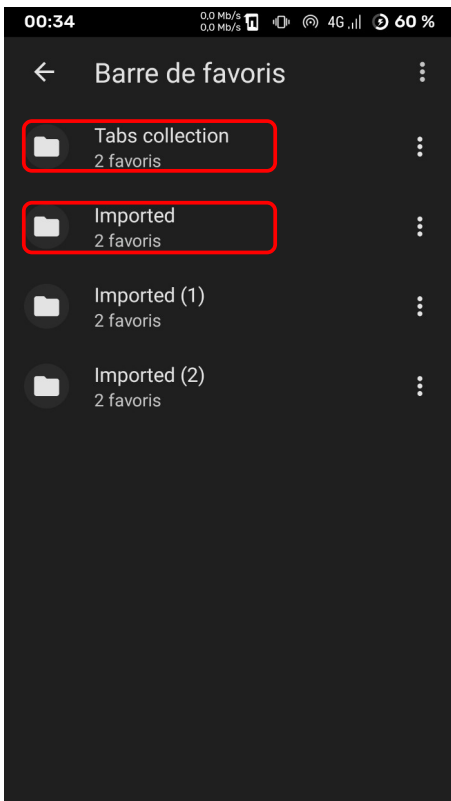 00:34 0,0 Mb/s 4G 60 %
0,0 Mb/s
Barre de favoris
Tabs collection
2 favoris
Imported
2 favoris
Imported (1)
2 favoris
Imported (2)
2 favoris